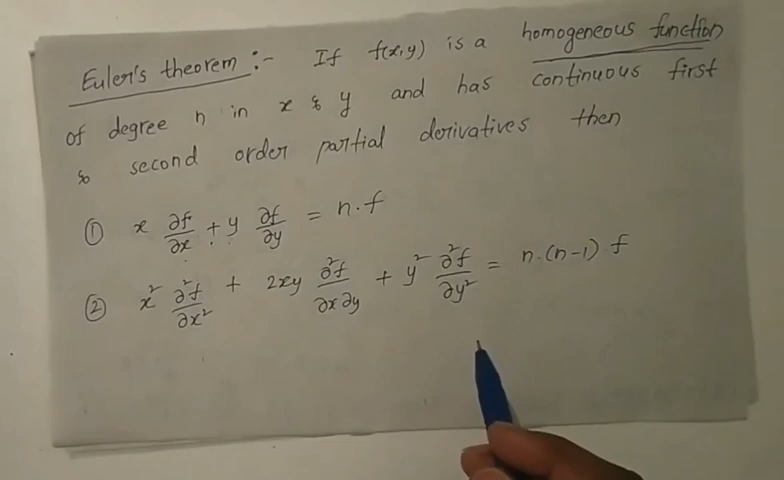 Euler's theorem :- If f(x,y) is a homogeneous function
of degree n in x & y and has continuous first
& second order partial derivatives then
① x ∂f/∂x + y ∂f/∂y = n.f
② x² ∂²f/∂x² + 2xy ∂²f/∂x∂y + y² ∂²f/∂y² = n.(n-1) f